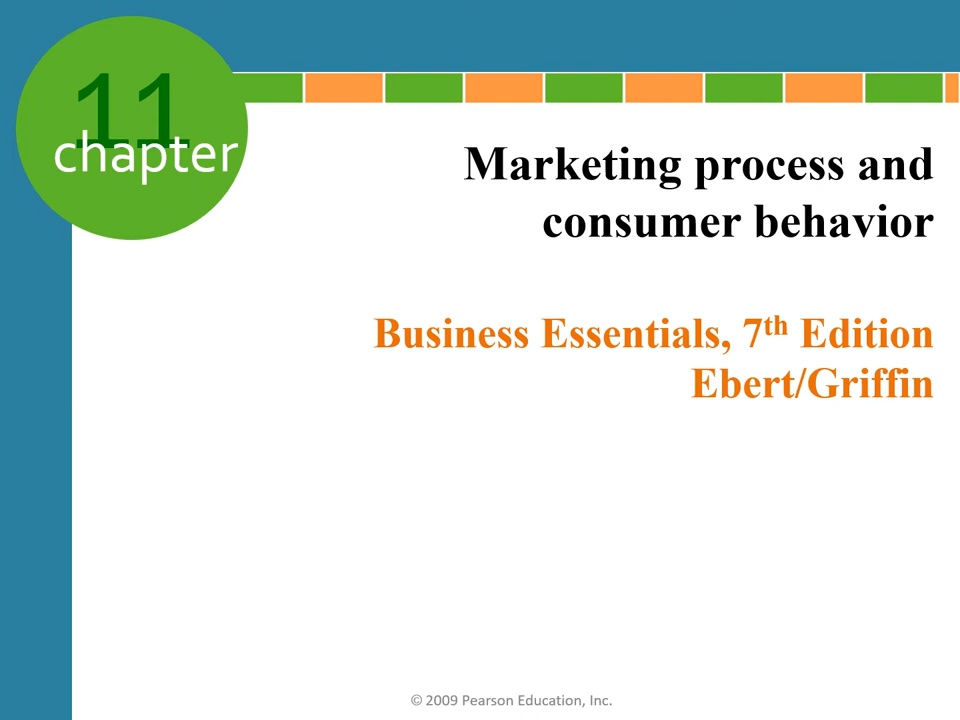 11
chapter
Marketing process and
consumer behavior
Business Essentials, 7th Edition
Ebert/Griffin
© 2009 Pearson Education, Inc.